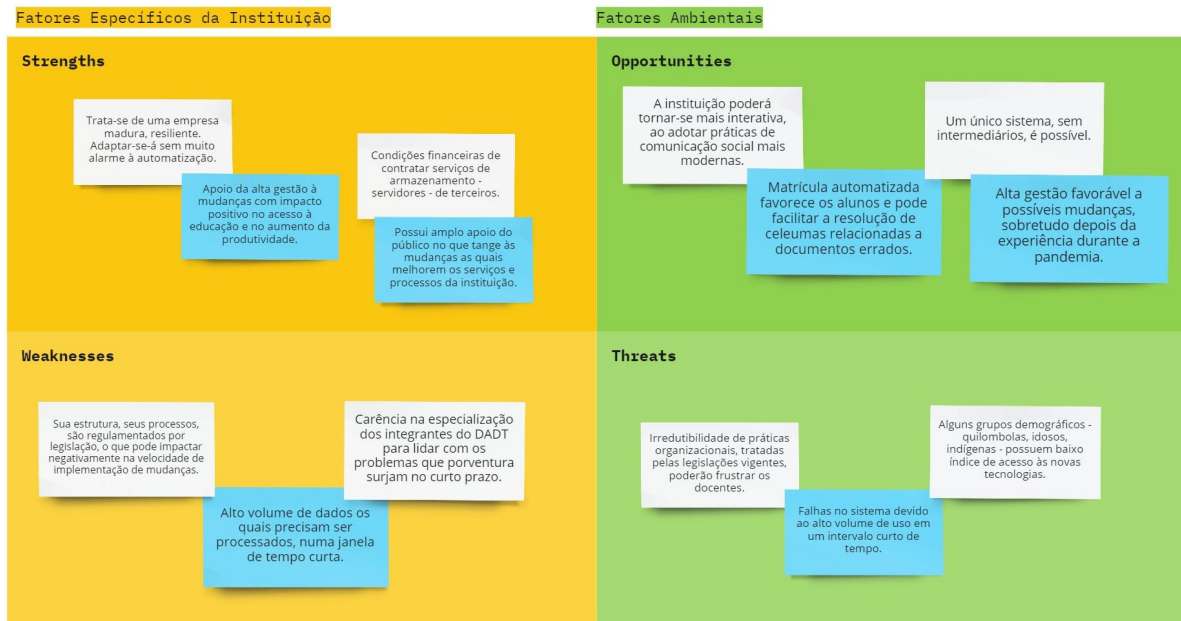 Fatores Específicos da Instituição
Fatores Ambientais
Strengths
Trata-se de uma empresa
madura, resiliente.
Adaptar-se-á sem muito
alarme à automatização.
Apoio da alta gestão à
mudanças com impacto
positivo no acesso à
educação e no aumento da
produtividade.
Condições financeiras de
contratar serviços de
armazenamento -
servidores - de terceiros.
Possui amplo apoio do
público no que tange às
mudanças as quais
melhorem os serviços e
processos da instituição.
Opportunities
A instituição poderá
tornar-se mais interativa,
ao adotar práticas de
comunicação social mais
modernas.
Matrícula automatizada
favorece os alunos e pode
facilitar a resolução de
celeumas relacionadas a
documentos errados.
Um único sistema, sem
intermediários, é possível.
Alta gestão favorável a
possíveis mudanças,
sobretudo depois da
experiência durante a
pandemia.
Weaknesses
Sua estrutura, seus processos,
são regulamentados por
legislação, o que pode impactar
negativamente na velocidade de
implementação de mudanças.
Alto volume de dados os
quais precisam ser
processados, numa janela
de tempo curta.
Carência na especialização
dos integrantes do DADT
para lidar com os
problemas que porventura
surjam no curto prazo.
Threats
Irredutibilidade de práticas
organizacionais, tratadas
pelas legislações vigentes,
poderão frustrar os
docentes.
Falhas no sistema devido
ao alto volume de uso em
um intervalo curto de
tempo.
Alguns grupos demográficos -
quilombolas, idosos,
indígenas - possuem baixo
índice de acesso às novas
tecnologias.